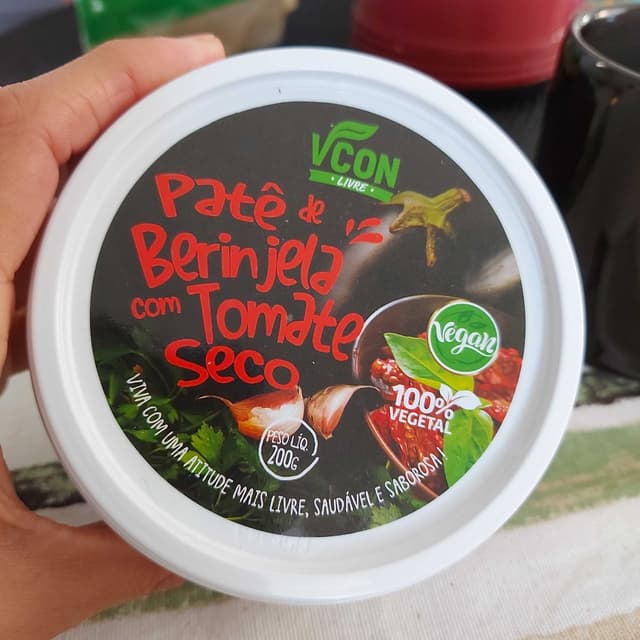 VCON
• LIVRE •
Patê de
Berinjela
com Tomate
Seco
Vegan
100%
VEGETAL
PESO LÍQ.
200G
VIVA COM UMA ATITUDE MAIS LIVRE, SAUDÁVEL E SABOROSA!